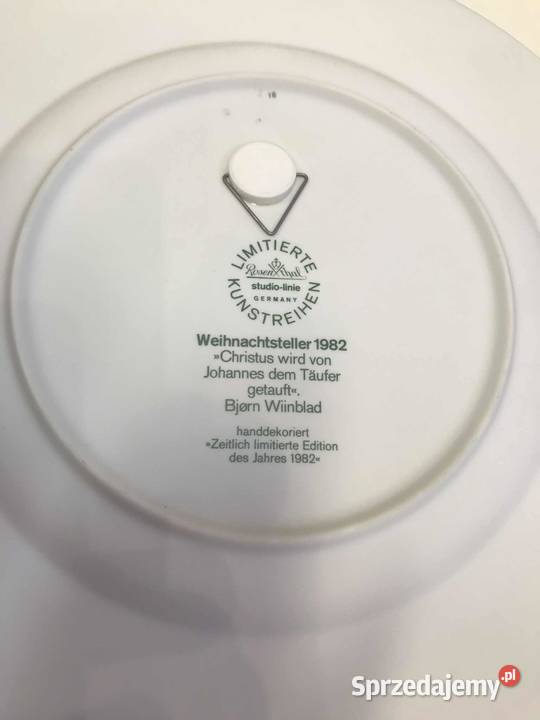 18
LIMITIERTE
Rosenthal
studio-linie
GERMANY
KUNSTREIHEN
Weihnachtsteller 1982
»Christus wird von
Johannes dem Täufer
getauft«.
Bjørn Wiinblad
handdekoriert
»Zeitlich limitierte Edition
des Jahres 1982«
Sprzedajemy.pl